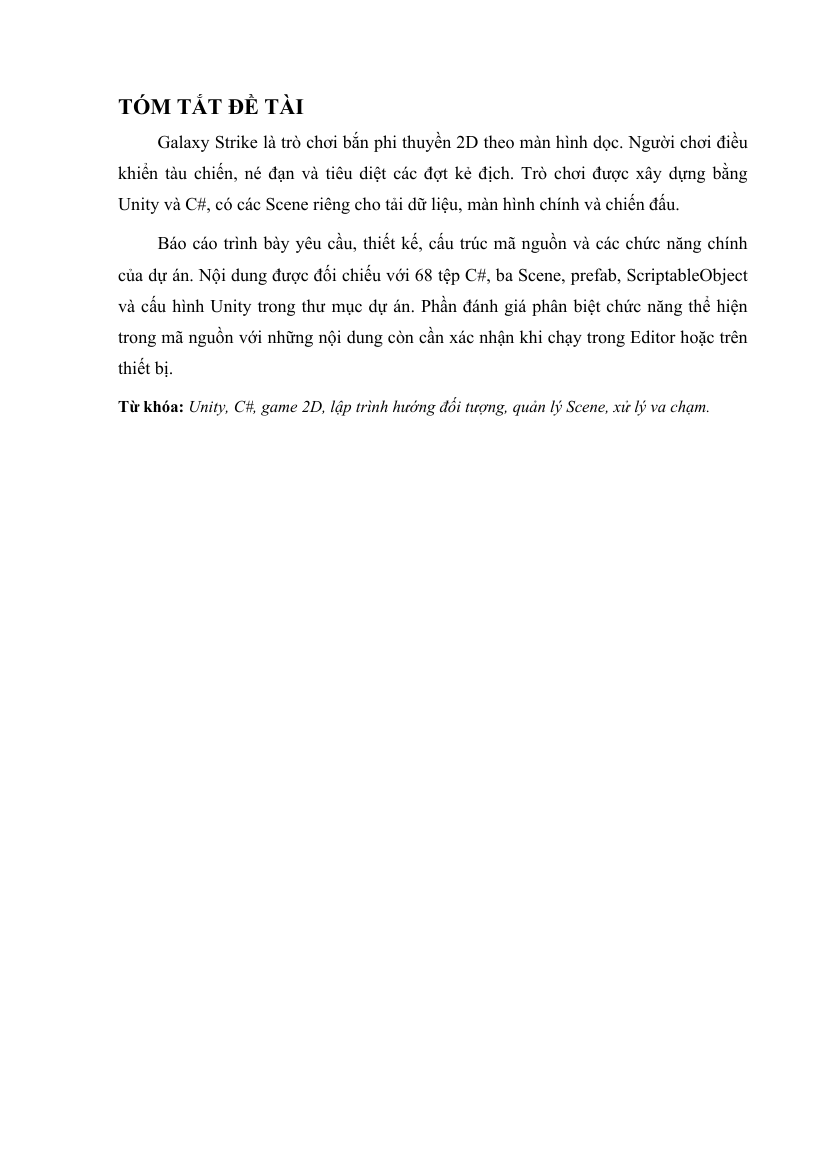 TÓM TẮT ĐỀ TÀI
Galaxy Strike là trò chơi bắn phi thuyền 2D theo màn hình dọc. Người chơi điều
khiển tàu chiến, né đạn và tiêu diệt các đợt kẻ địch. Trò chơi được xây dựng bằng
Unity và C#, có các Scene riêng cho tải dữ liệu, màn hình chính và chiến đấu.
Báo cáo trình bày yêu cầu, thiết kế, cấu trúc mã nguồn và các chức năng chính
của dự án. Nội dung được đối chiếu với 68 tệp C#, ba Scene, prefab, ScriptableObject
và cấu hình Unity trong thư mục dự án. Phần đánh giá phân biệt chức năng thể hiện
trong mã nguồn với những nội dung còn cần xác nhận khi chạy trong Editor hoặc trên
thiết bị.
Từ khóa: Unity, C#, game 2D, lập trình hướng đối tượng, quản lý Scene, xử lý va chạm.